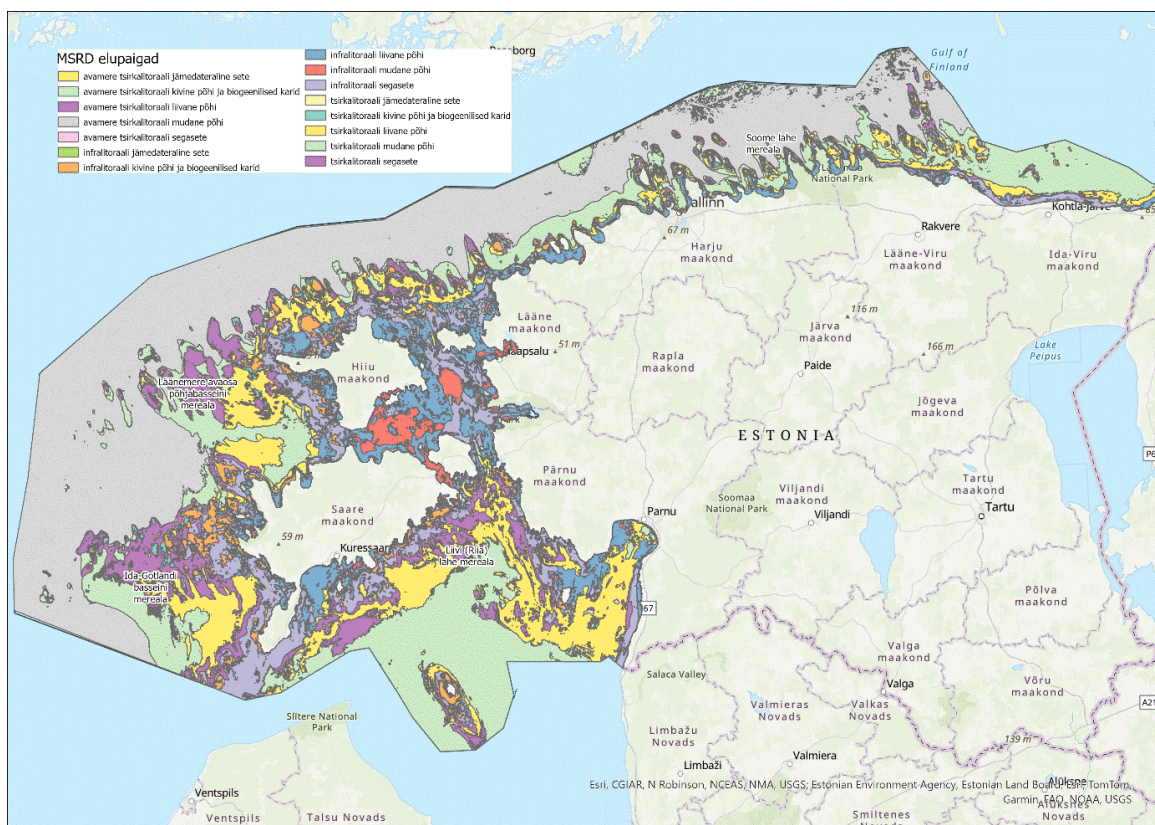 Gulf of
Finland
MSRD elupaigad
avamere tsirkalitoraali jämedateraline sete
avamere tsirkalitoraali kivine põhi ja biogeenilised karid
avamere tsirkalitoraali liivane põhi
avamere tsirkalitoraali mudane põhi
avamere tsirkalitoraali segasete
infralitoraali jämedateraline sete
infralitoraali kivine põhi ja biogeenilised karid
infralitoraali liivane põhi
infralitoraali mudane põhi
infralitoraali segasete
tsirkalitoraali jämedateraline sete
tsirkalitoraali kivine põhi ja biogeenilised karid
tsirkalitoraali liivane põhi
tsirkalitoraali mudane põhi
tsirkalitoraali segasete
Soome lahe
mereala
National Park
Rakvere
67 m
Harju
maakond
Lääne-Viru
maakond
Ida-Viru
maakond
Lääne
maakond
51 m
Rapla
maakond
Järva
maakond
116 m
166 m
Paide
Lake
Peipus
Hiiu
maakond
Läänemere avaosa
põhjabasseini
mereala
Jõgeva
maakond
ESTONIA
Pärnu
maakond
Saare
maakond
59 m
Kuressaar
Parnu
Soomaa
National Park
Viljandi
maakond
Viljandi
Tartu
maakond
Tartu
P6
Liivi (Riia)
lahe mereala
Ida-Gotlandi
basseini
mereala
67
Põlva
maakond
Valga
maakond
Valga
Võru
maakond
A21
Salaca Valley
Slītere National
Park
Limbažu
Novads
Limbaži
Valmieras
Novads
Valkas
Novads
Valmiera
139 m
Alūksne
Alūksnes
Novads
Smiltenes
Ventspils
Ventspils
Talsu Novads
Esri, CGIAR, N Robinson, NCEAS, NMA, USGS; Estonian Environment Agency, Estonian Land Board, Esri, TomTom,
Garmin, FAO, NOAA, USGS